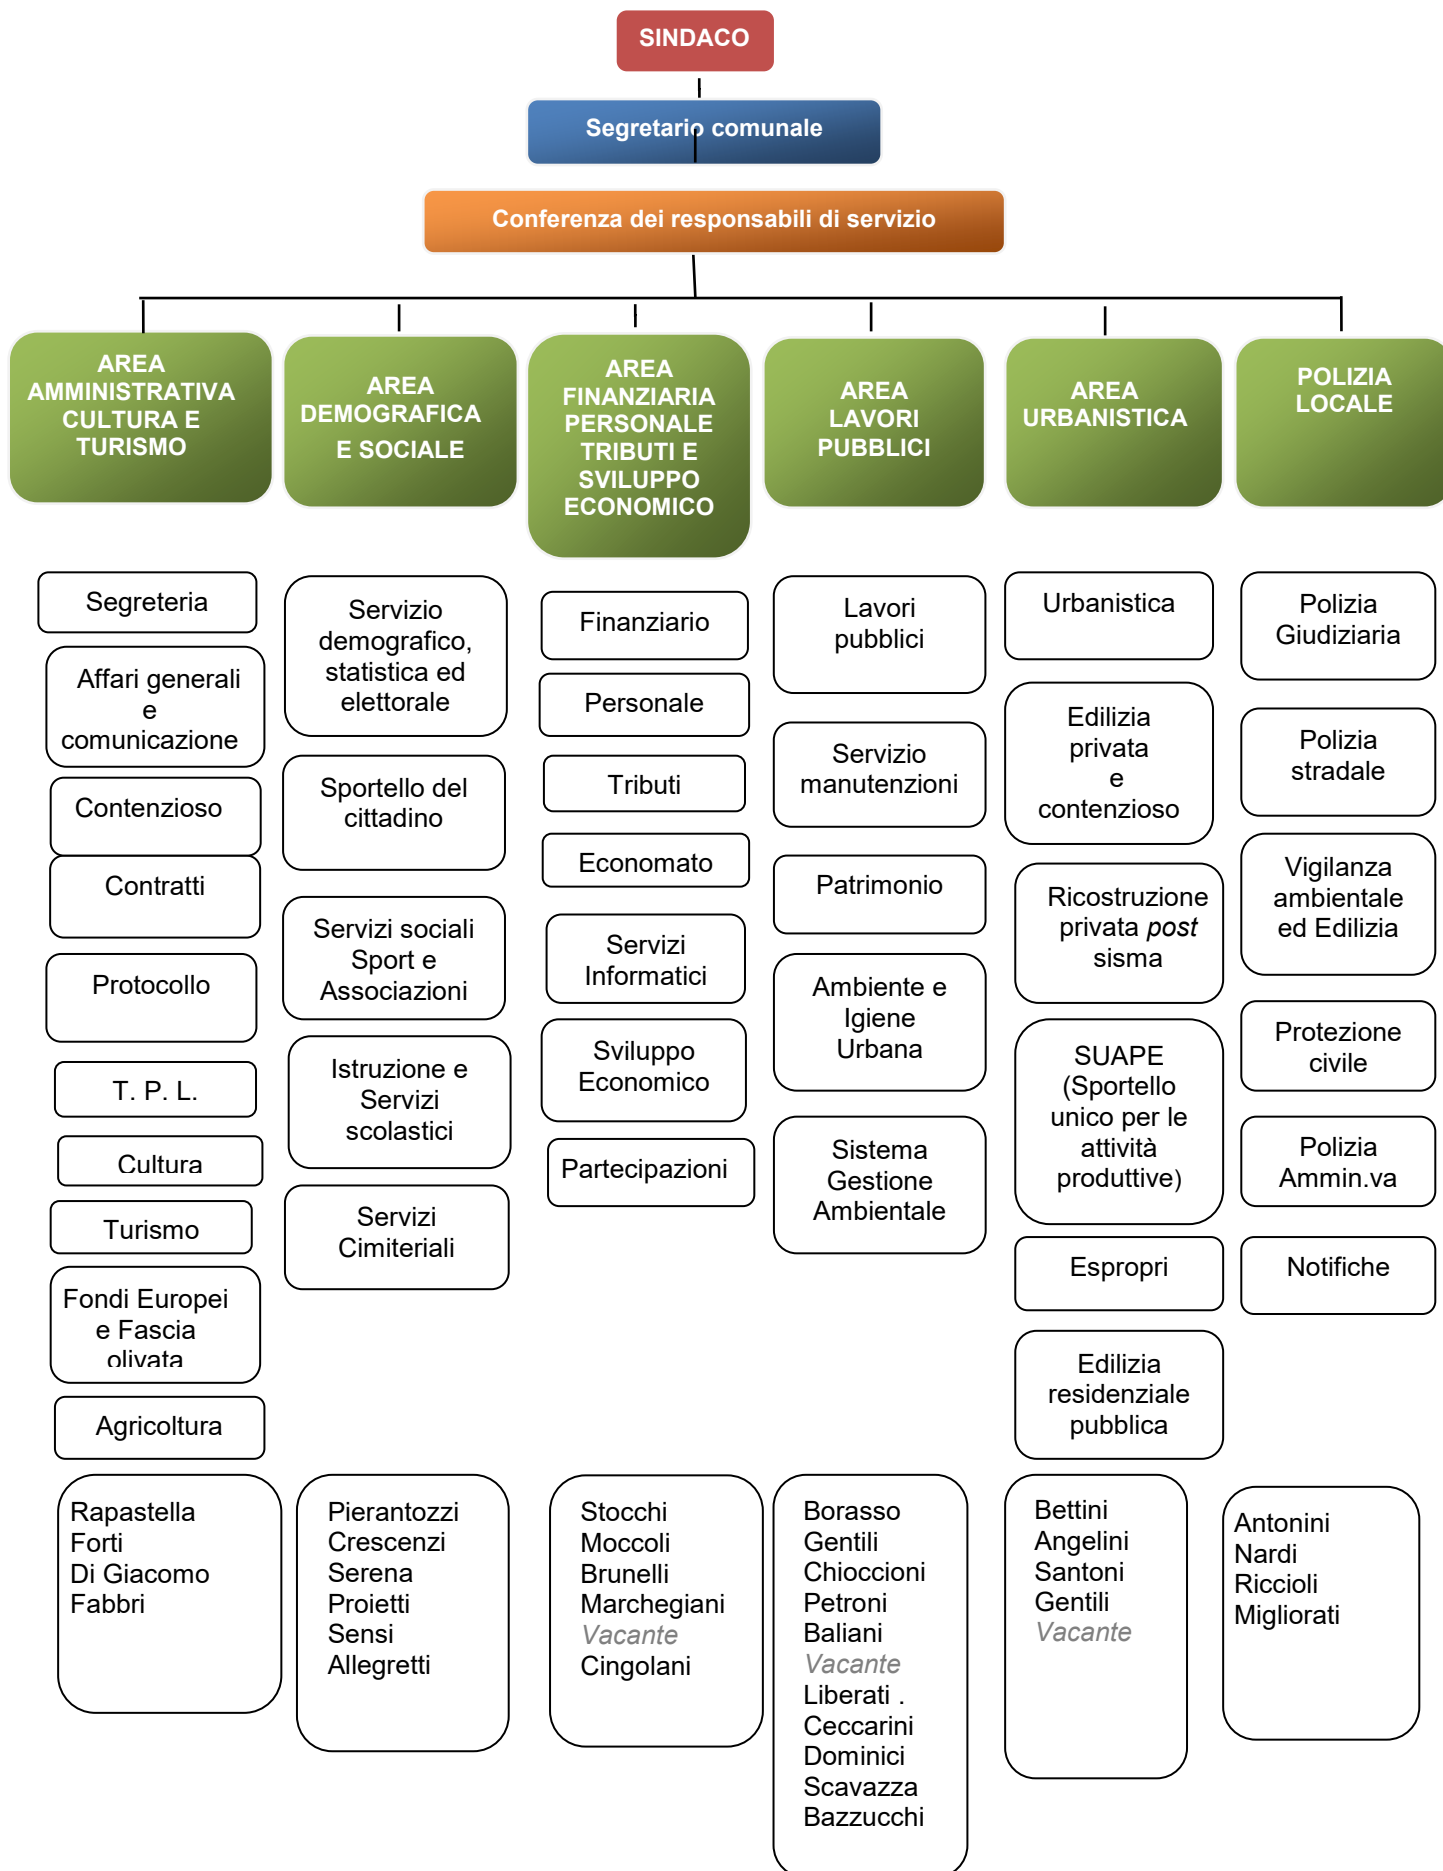 SINDACO
Segretario comunale
Conferenza dei responsabili di servizio
AREA
AMMINISTRATIVA
CULTURA E
TURISMO
AREA
DEMOGRAFICA
E SOCIALE
AREA
FINANZIARIA
PERSONALE
TRIBUTI E
SVILUPPO
ECONOMICO
AREA
LAVORI
PUBBLICI
AREA
URBANISTICA
POLIZIA
LOCALE
Segreteria
Affari generali
e
comunicazione
Contenzioso
Contratti
Protocollo
T. P. L.
Cultura
Turismo
Fondi Europei
e Fascia
olivata
Agricoltura
Rapastella
Forti
Di Giacomo
Fabbri
Servizio
demografico,
statistica ed
elettorale
Sportello del
cittadino
Servizi sociali
Sport e
Associazioni
Istruzione e
Servizi
scolastici
Servizi
Cimiteriali
Pierantozzi
Crescenzi
Serena
Proietti
Sensi
Allegretti
Finanziario
Personale
Tributi
Economato
Servizi
Informatici
Sviluppo
Economico
Partecipazioni
Stocchi
Moccoli
Brunelli
Marchegiani
Vacante
Cingolani
Lavori
pubblici
Servizio
manutenzioni
Patrimonio
Ambiente e
Igiene
Urbana
Sistema
Gestione
Ambientale
Borasso
Gentili
Chioccioni
Petroni
Baliani
Vacante
Liberati .
Ceccarini
Dominici
Scavazza
Bazzucchi
Urbanistica
Edilizia
privata
e
contenzioso
Ricostruzione
privata post
sisma
SUAPE
(Sportello
unico per le
attività
produttive)
Espropri
Edilizia
residenziale
pubblica
Bettini
Angelini
Santoni
Gentili
Vacante
Polizia
Giudiziaria
Polizia
stradale
Vigilanza
ambientale
ed Edilizia
Protezione
civile
Polizia
Ammin.va
Notifiche
Antonini
Nardi
Riccioli
Migliorati